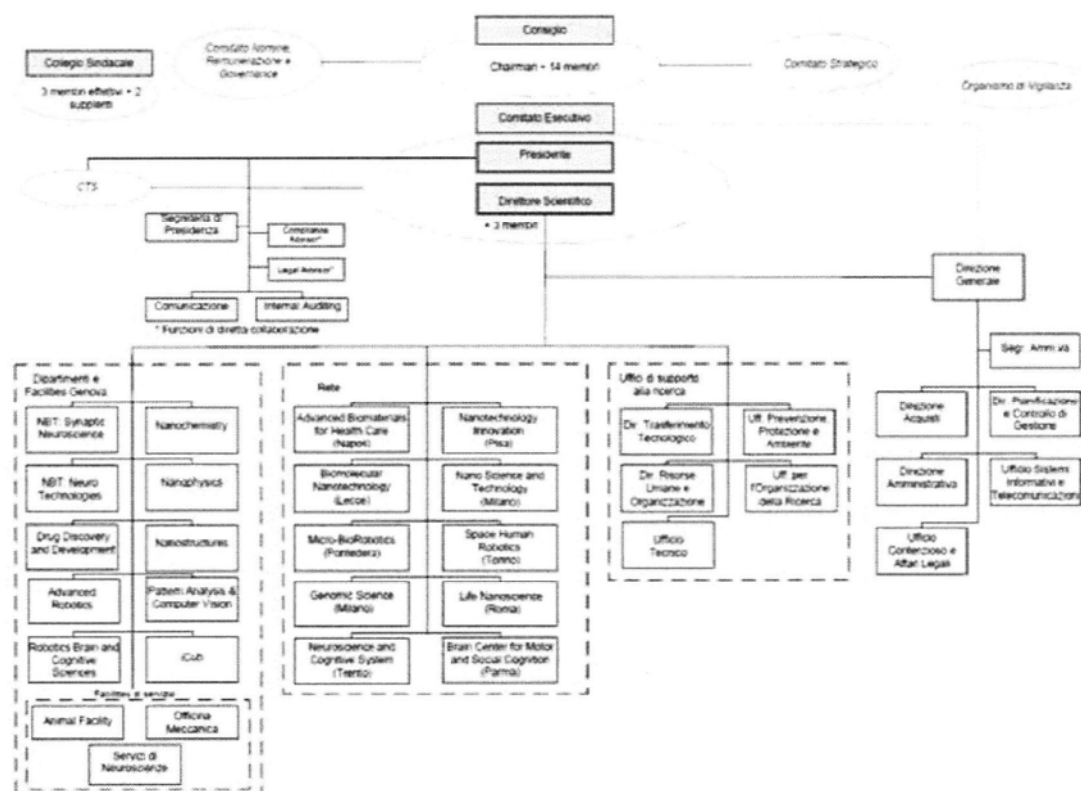 Consiglio
Chairman + 14 membri
Collegio Sindacale
3 membri effettivi + 2
supplenti
Comitato Nomine,
Remunerazione e
Governance
Comitato Strategico
Organismo di Vigilanza
Comitato Esecutivo
Presidente
Direttore Scientifico
+ 3 membri
CTS
Segreteria di
Presidenza
Compliance
Advisor*
Legal Advisor*
Comunicazione
Internal Auditing
* Funzioni di diretta collaborazione
Direzione
Generale
Segr. Amm.va
Direzione
Acquisti
Dir. Pianificazione
e Controllo di
Gestione
Direzione
Amministrativa
Ufficio Sistemi
Informativi e
Telecomunicazioni
Ufficio
Contenzioso e
Affari Legali
Dipartimenti e
Facilities Genova
NBT: Synaptic
Neuroscience
Nanochemistry
NBT: Neuro
Technologies
Nanophysics
Drug Discovery
and Development
Nanostructures
Advanced
Robotics
Pattern Analysis &
Computer Vision
Robotics Brain and
Cognitive
Sciences
iCub
Facilities di servizio
Animal Facility
Officina
Meccanica
Servizi di
Neuroscienze
Rete
Advanced Biomaterials
for Health Care
(Napoli)
Nanotechnology
Innovation
(Pisa)
Biomolecular
Nanotechnology
(Lecce)
Nano Science and
Technology
(Milano)
Micro-BioRobotics
(Pontedera)
Space Human
Robotics
(Torino)
Genomic Science
(Milano)
Life Nanoscience
(Roma)
Neuroscience and
Cognitive System
(Trento)
Brain Center for Motor
and Social Cognition
(Parma)
Uffici di supporto
alla ricerca
Dir. Trasferimento
Tecnologico
Uff. Prevenzione
Protezione e
Ambiente
Dir. Risorse
Umane e
Organizzazione
Uff. per
l'Organizzazione
della Ricerca
Ufficio
Tecnico